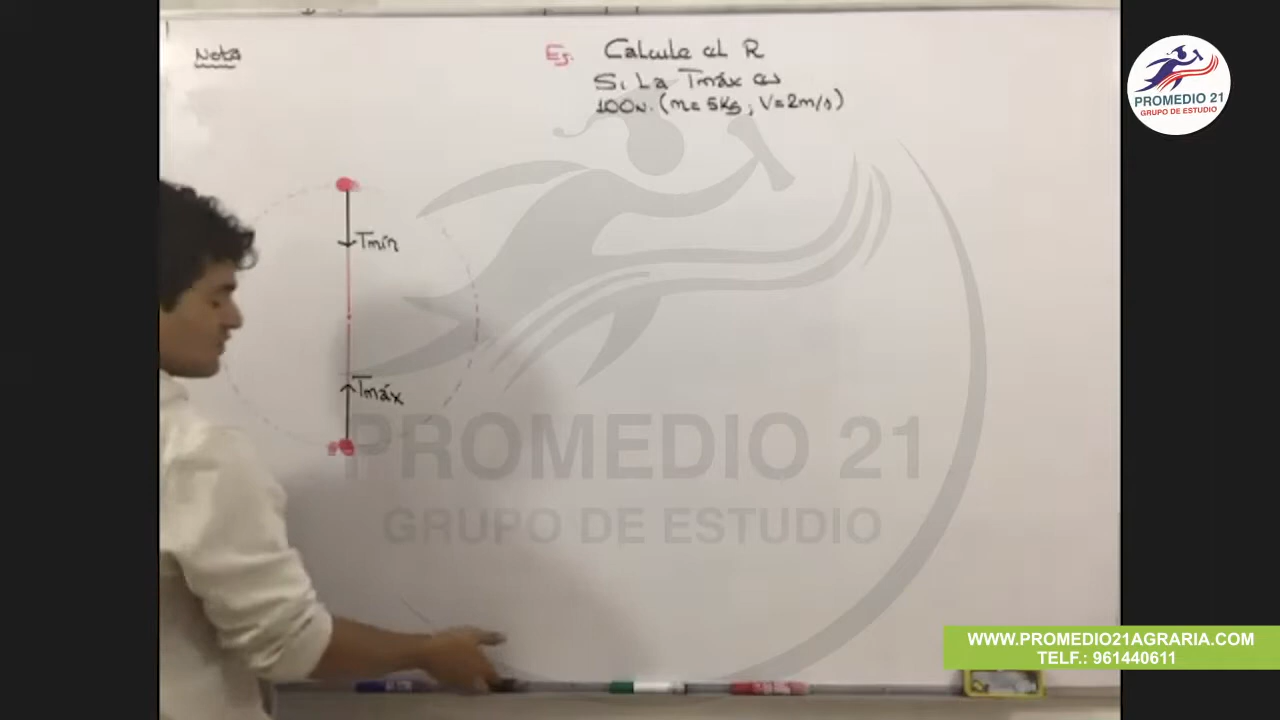 Nota
Ej. Calcule el R
Si La Tmáx es
100N. (m= 5Kg ; V=2m/s)
Tmín
Tmáx
PROMEDIO 21
GRUPO DE ESTUDIO
PROMEDIO 21
GRUPO DE ESTUDIO
WWW.PROMEDIO21AGRARIA.COM
TELF.: 961440611